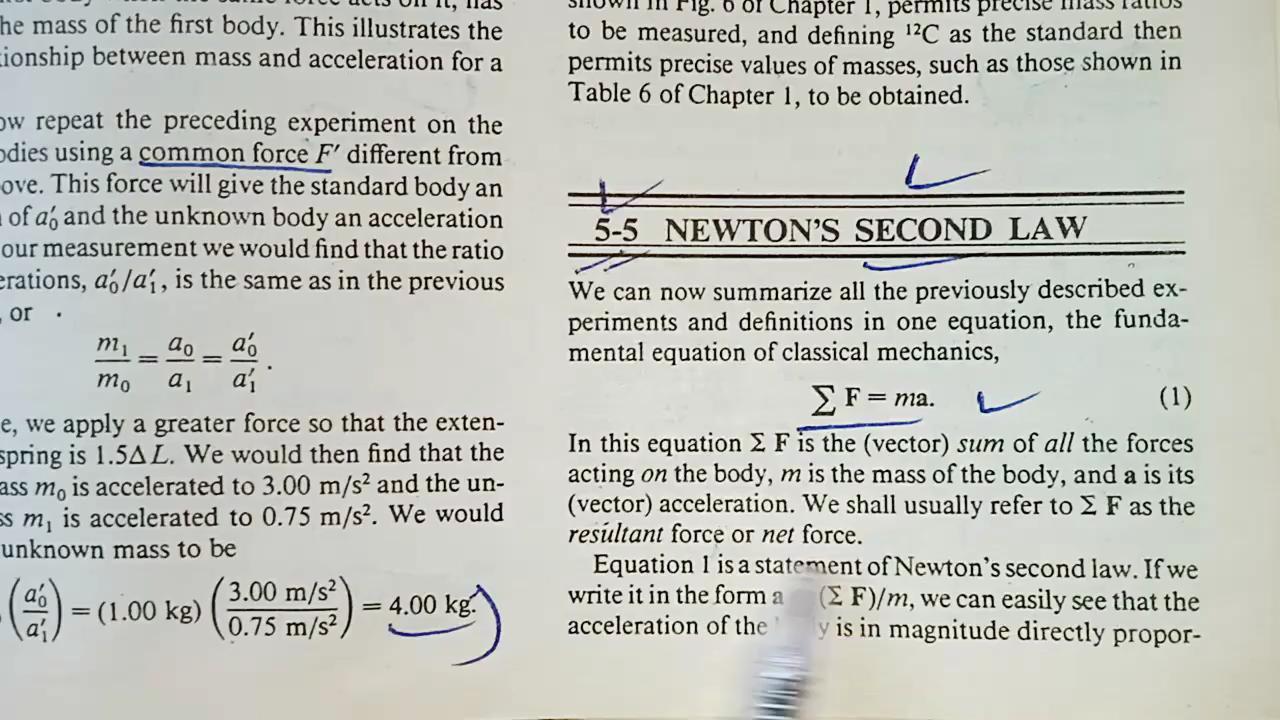 the mass of the first body. This illustrates the
ionship between mass and acceleration for a
ow repeat the preceding experiment on the
odies using a common force F′ different from
ove. This force will give the standard body an
of a′₀ and the unknown body an acceleration
our measurement we would find that the ratio
erations, a′₀/a′₁, is the same as in the previous
, or
m₁/m₀ = a₀/a₁ = a′₀/a′₁.
e, we apply a greater force so that the exten-
spring is 1.5ΔL. We would then find that the
ass m₀ is accelerated to 3.00 m/s² and the un-
ss m₁ is accelerated to 0.75 m/s². We would
unknown mass to be
(a′₀/a′₁) = (1.00 kg) (3.00 m/s²/0.75 m/s²) = 4.00 kg.
shown in Fig. 6 of Chapter 1, permits precise mass ratios
to be measured, and defining ¹²C as the standard then
permits precise values of masses, such as those shown in
Table 6 of Chapter 1, to be obtained.
5-5 NEWTON'S SECOND LAW
We can now summarize all the previously described ex-
periments and definitions in one equation, the funda-
mental equation of classical mechanics,
∑ F = ma. (1)
In this equation Σ F is the (vector) sum of all the forces
acting on the body, m is the mass of the body, and a is its
(vector) acceleration. We shall usually refer to Σ F as the
resultant force or net force.
Equation 1 is a statement of Newton's second law. If we
write it in the form a (Σ F)/m, we can easily see that the
acceleration of the is in magnitude directly propor-